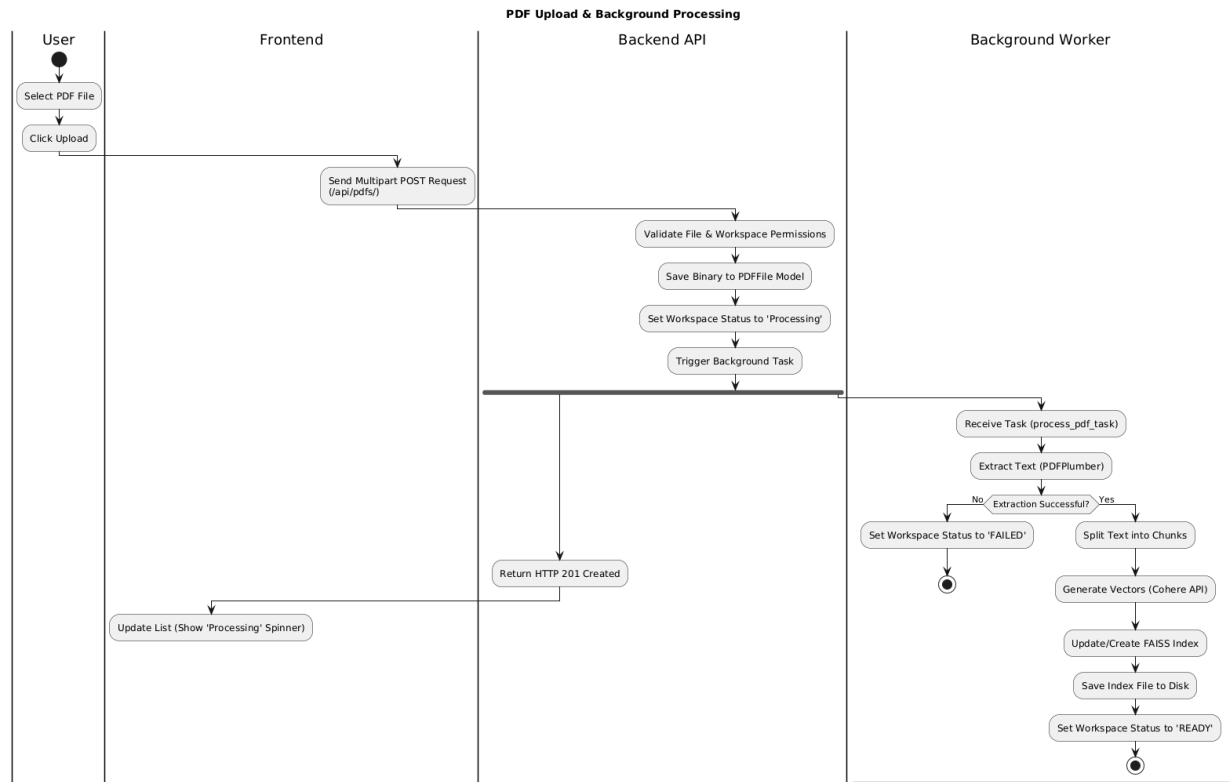 PDF Upload & Background Processing
User
Frontend
Backend API
Background Worker
Select PDF File
Click Upload
Send Multipart POST Request
(/api/pdfs/)
Validate File & Workspace Permissions
Save Binary to PDFFile Model
Set Workspace Status to 'Processing'
Trigger Background Task
Receive Task (process_pdf_task)
Extract Text (PDFPlumber)
No
Extraction Successful?
Yes
Set Workspace Status to 'FAILED'
Split Text into Chunks
Return HTTP 201 Created
Generate Vectors (Cohere API)
Update List (Show 'Processing' Spinner)
Update/Create FAISS Index
Save Index File to Disk
Set Workspace Status to 'READY'